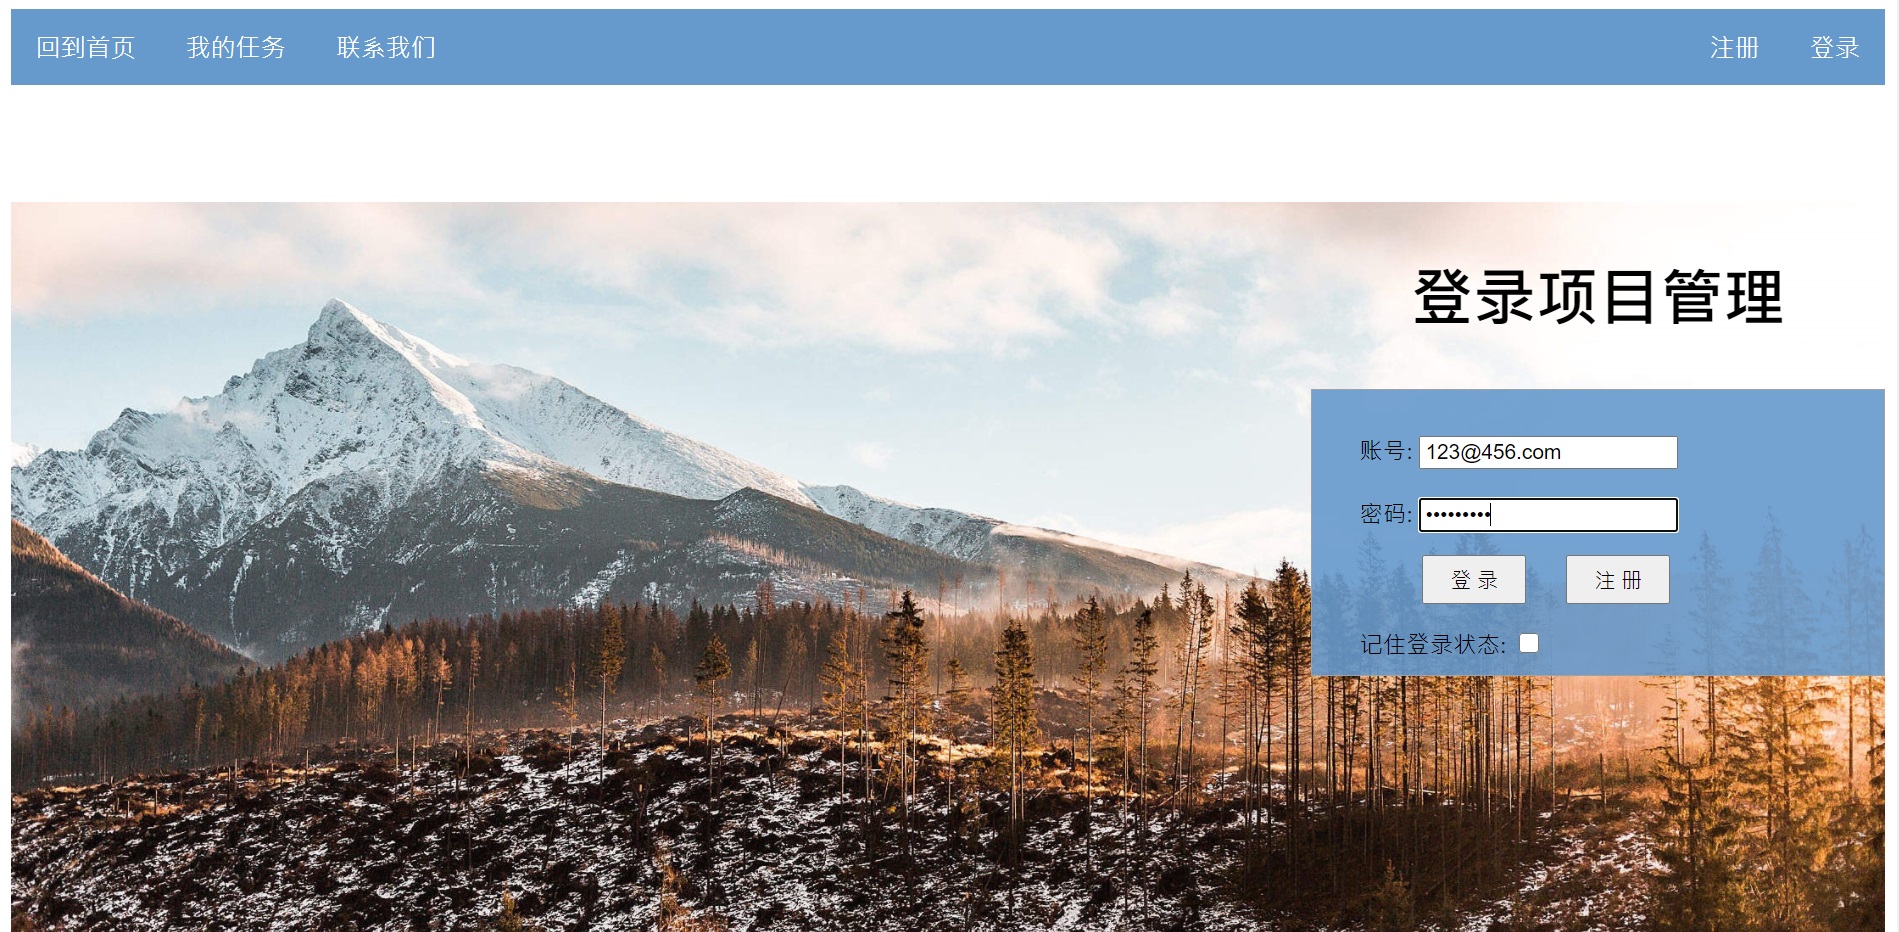 回到首页 我的任务 联系我们 注册 登录
登录项目管理
账号: 123@456.com
密码: •••••••••
登 录 注 册
记住登录状态: